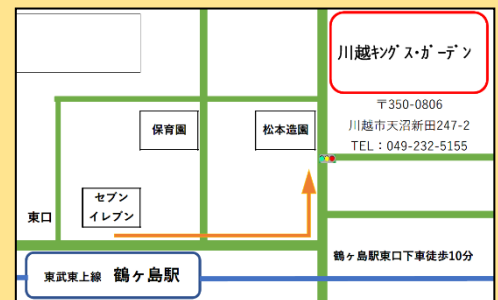 川越ｷﾝｸﾞｽ・ｶﾞｰﾃﾞﾝ
〒350-0806
川越市天沼新田247-2
TEL：049-232-5155
保育園
松本造園
セブン
イレブン
東口
鶴ヶ島駅東口下車徒歩10分
東武東上線 鶴ヶ島駅